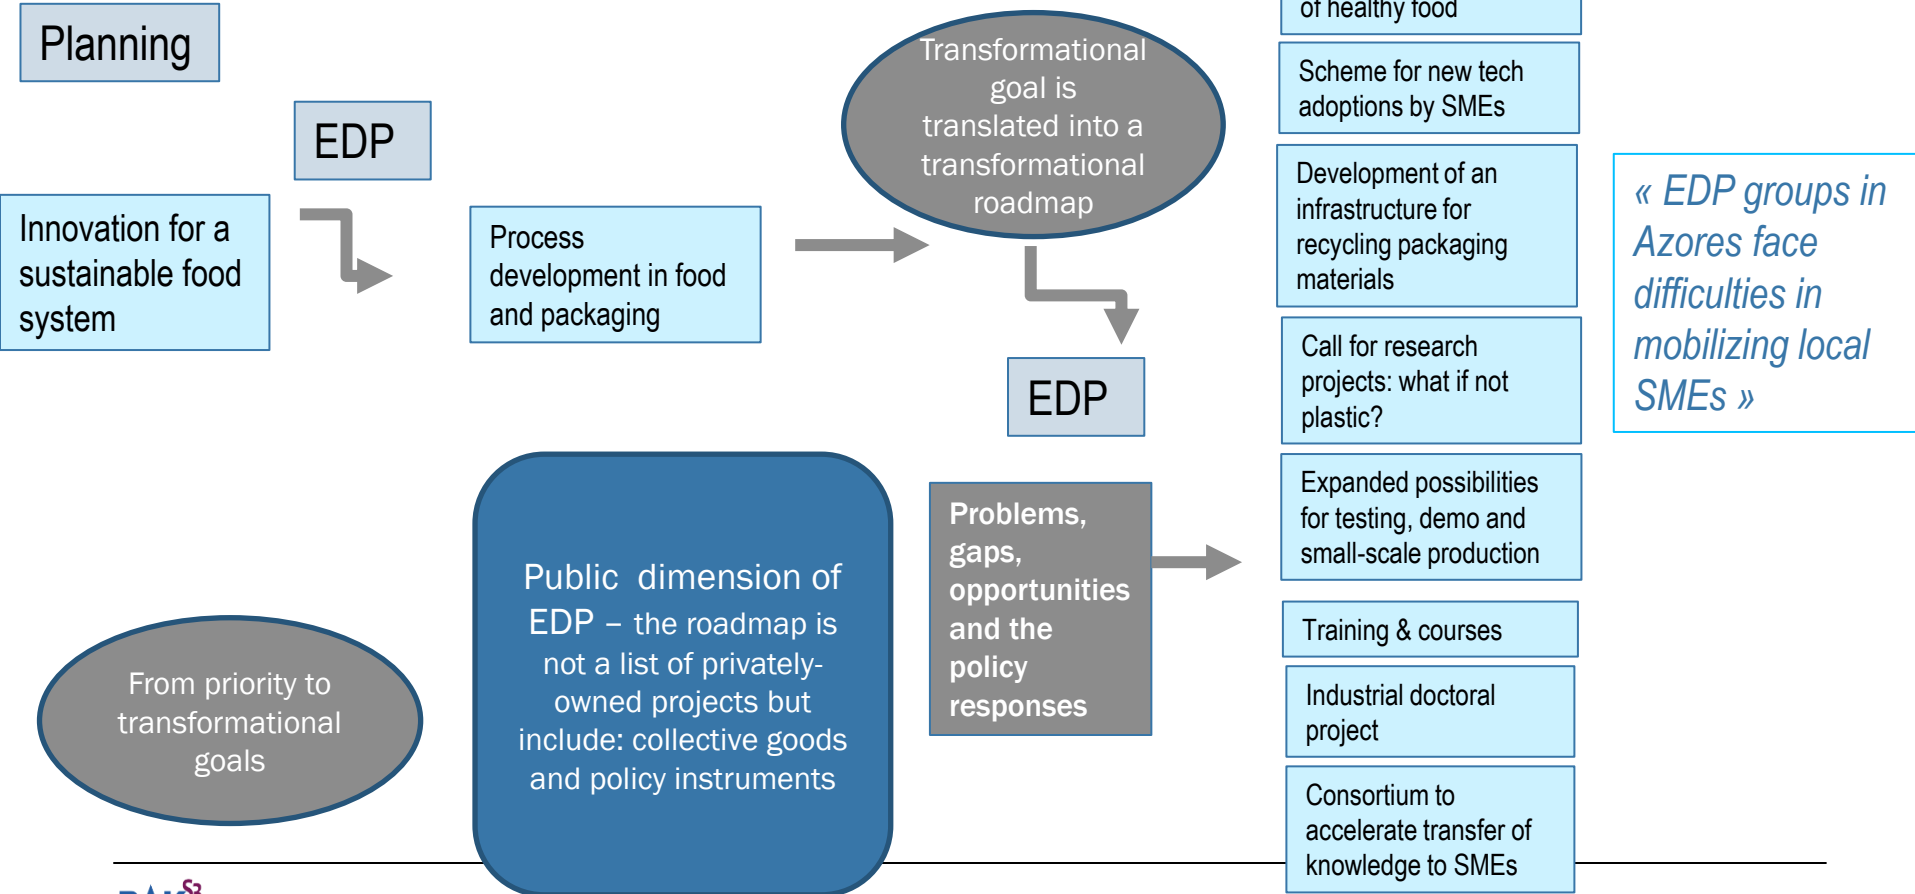 Planning
EDP
Innovation for a
sustainable food
system
Process
development in food
and packaging
Transformational
goal is
translated into a
transformational
roadmap
EDP
Problems,
gaps,
opportunities
and the
policy
responses
of healthy food
Scheme for new tech
adoptions by SMEs
Development of an
infrastructure for
recycling packaging
materials
Call for research
projects: what if not
plastic?
Expanded possibilities
for testing, demo and
small-scale production
Training & courses
Industrial doctoral
project
Consortium to
accelerate transfer of
knowledge to SMEs
« EDP groups in
Azores face
difficulties in
mobilizing local
SMEs »
From priority to
transformational
goals
Public dimension of
EDP – the roadmap is
not a list of privately-
owned projects but
include: collective goods
and policy instruments
S3